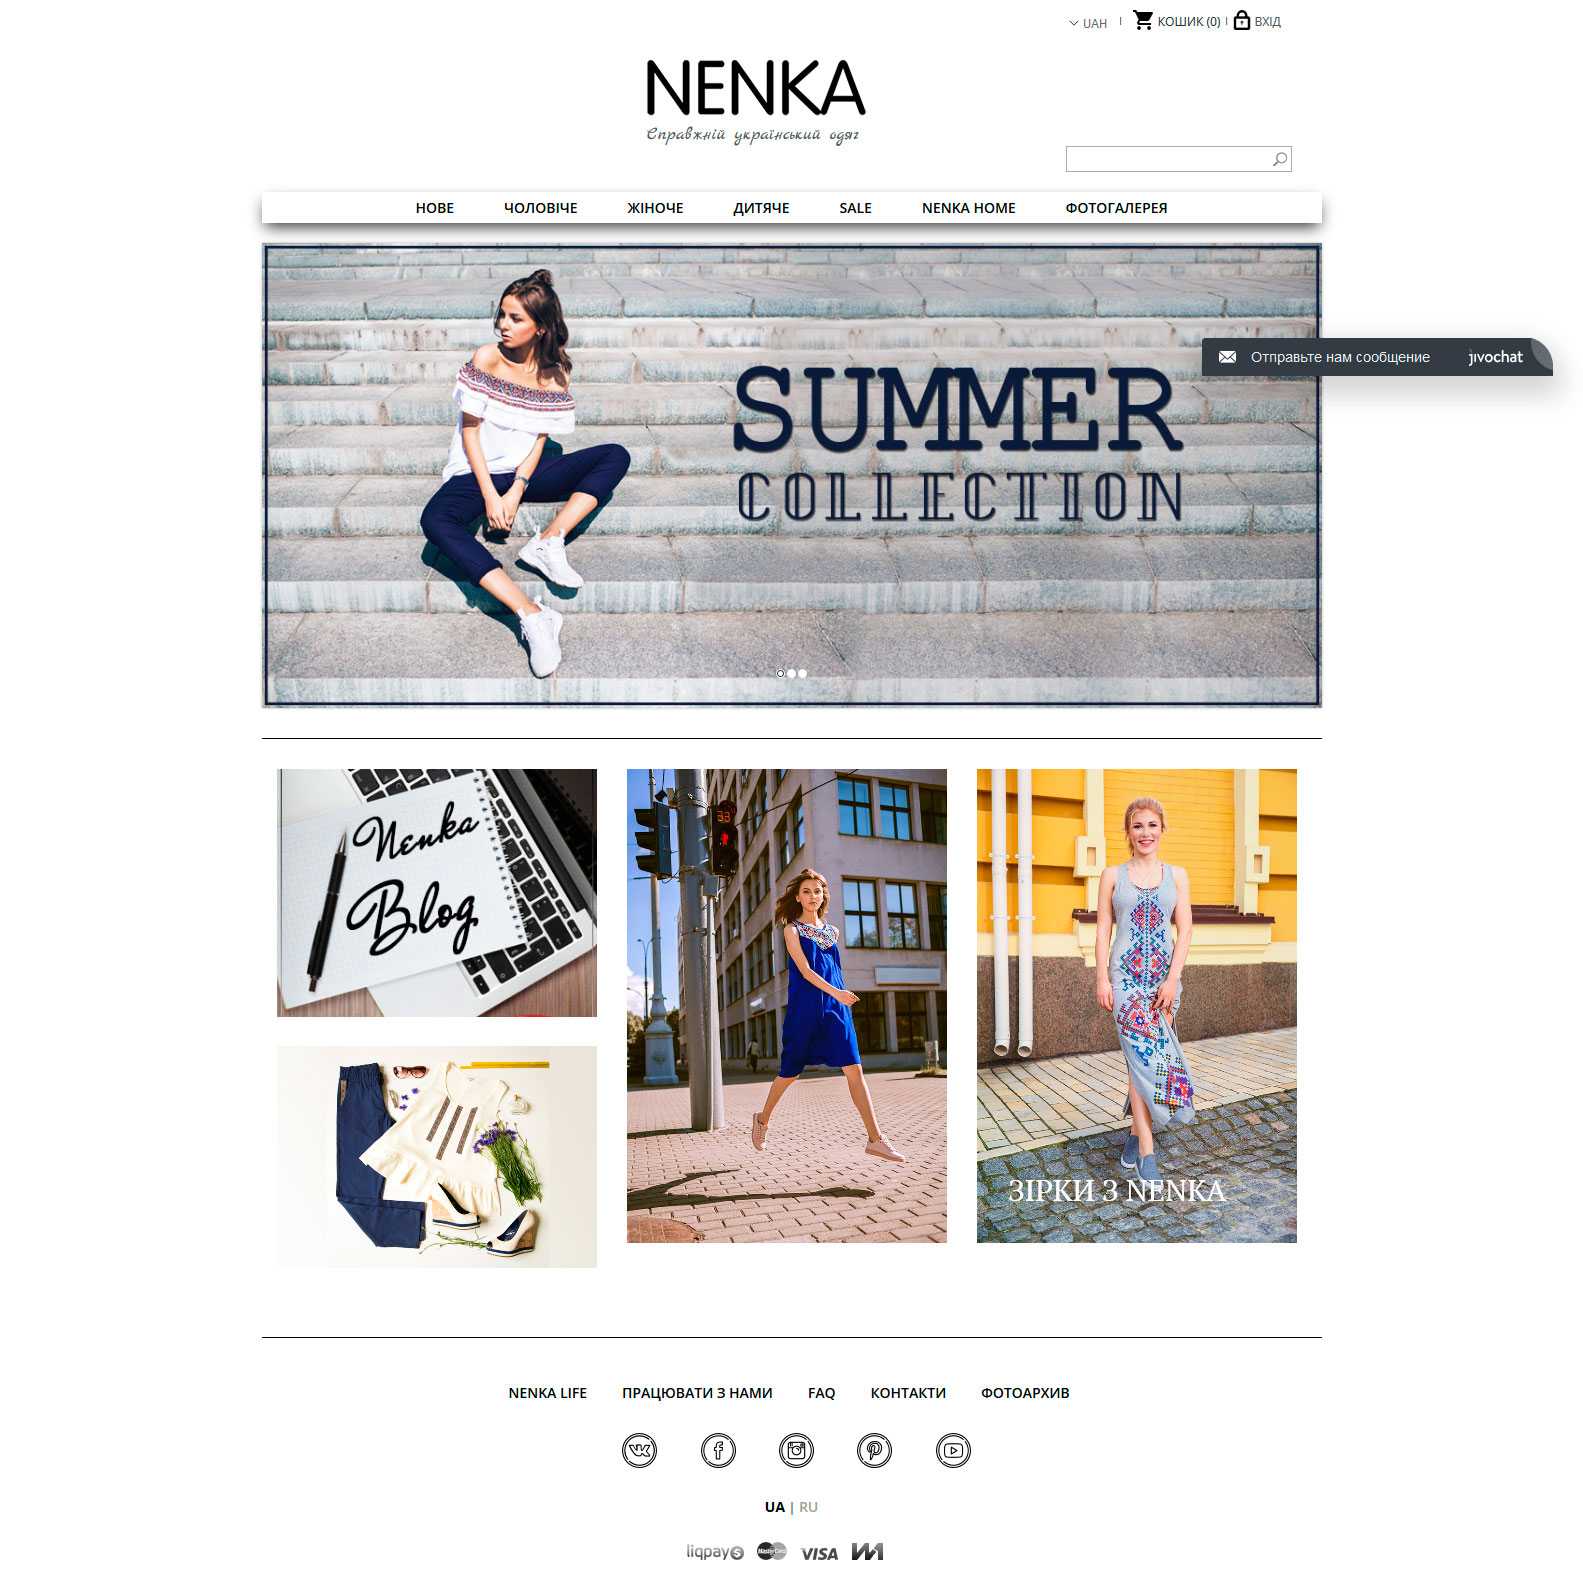 UAH
КОШИК (0)
ВХІД
NENKA
Справжній український одяг
НОВЕ ЧОЛОВІЧЕ ЖІНОЧЕ ДИТЯЧЕ SALE NENKA HOME ФОТОГАЛЕРЕЯ
SUMMER
COLLECTION
Отправьте нам сообщение jivochat
Nenka
Blog
33
ЗІРКИ З NENKA
NENKA LIFE ПРАЦЮВАТИ З НАМИ FAQ КОНТАКТИ ФОТОАРХИВ
UA | RU
liqpay MasterCard VISA